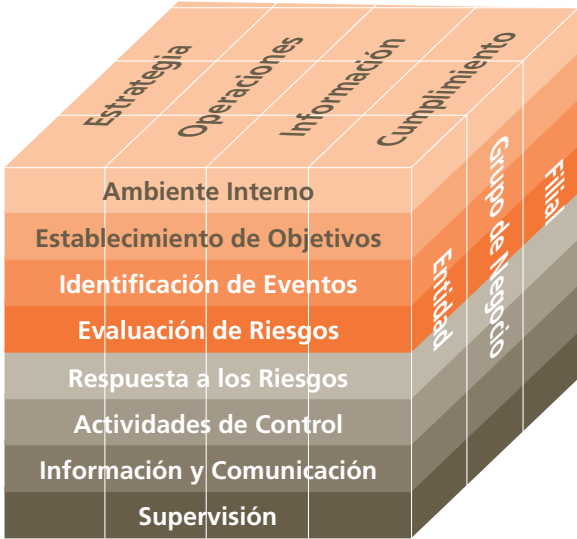 Estrategia
Operaciones
Información
Cumplimiento
Ambiente Interno
Establecimiento de Objetivos
Identificación de Eventos
Evaluación de Riesgos
Respuesta a los Riesgos
Actividades de Control
Información y Comunicación
Supervisión
Entidad
Grupo de Negocio
Filial